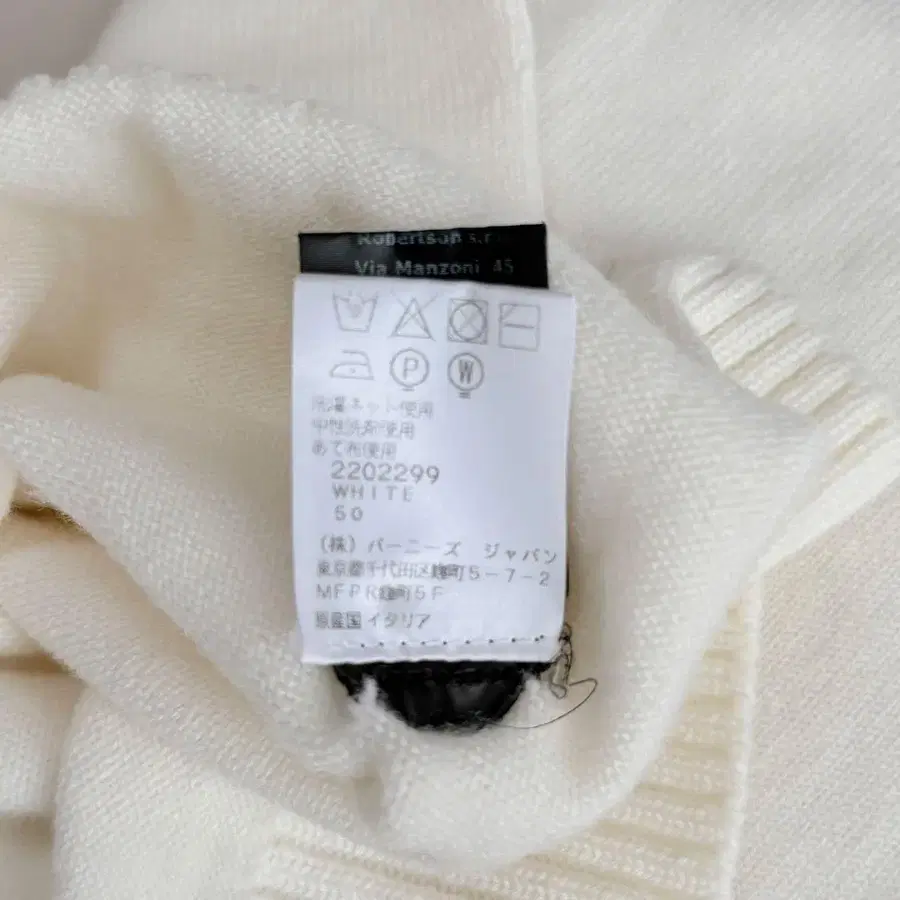 Robertson s.r
Via Manzoni 45
P W
洗濯ネット使用
中性洗剤使用
あて布使用
2202299
WHITE
50
(株) バーニーズ ジャパン
東京都千代田区麹町5-7-2
MFPR麹町5F
原産国イタリア